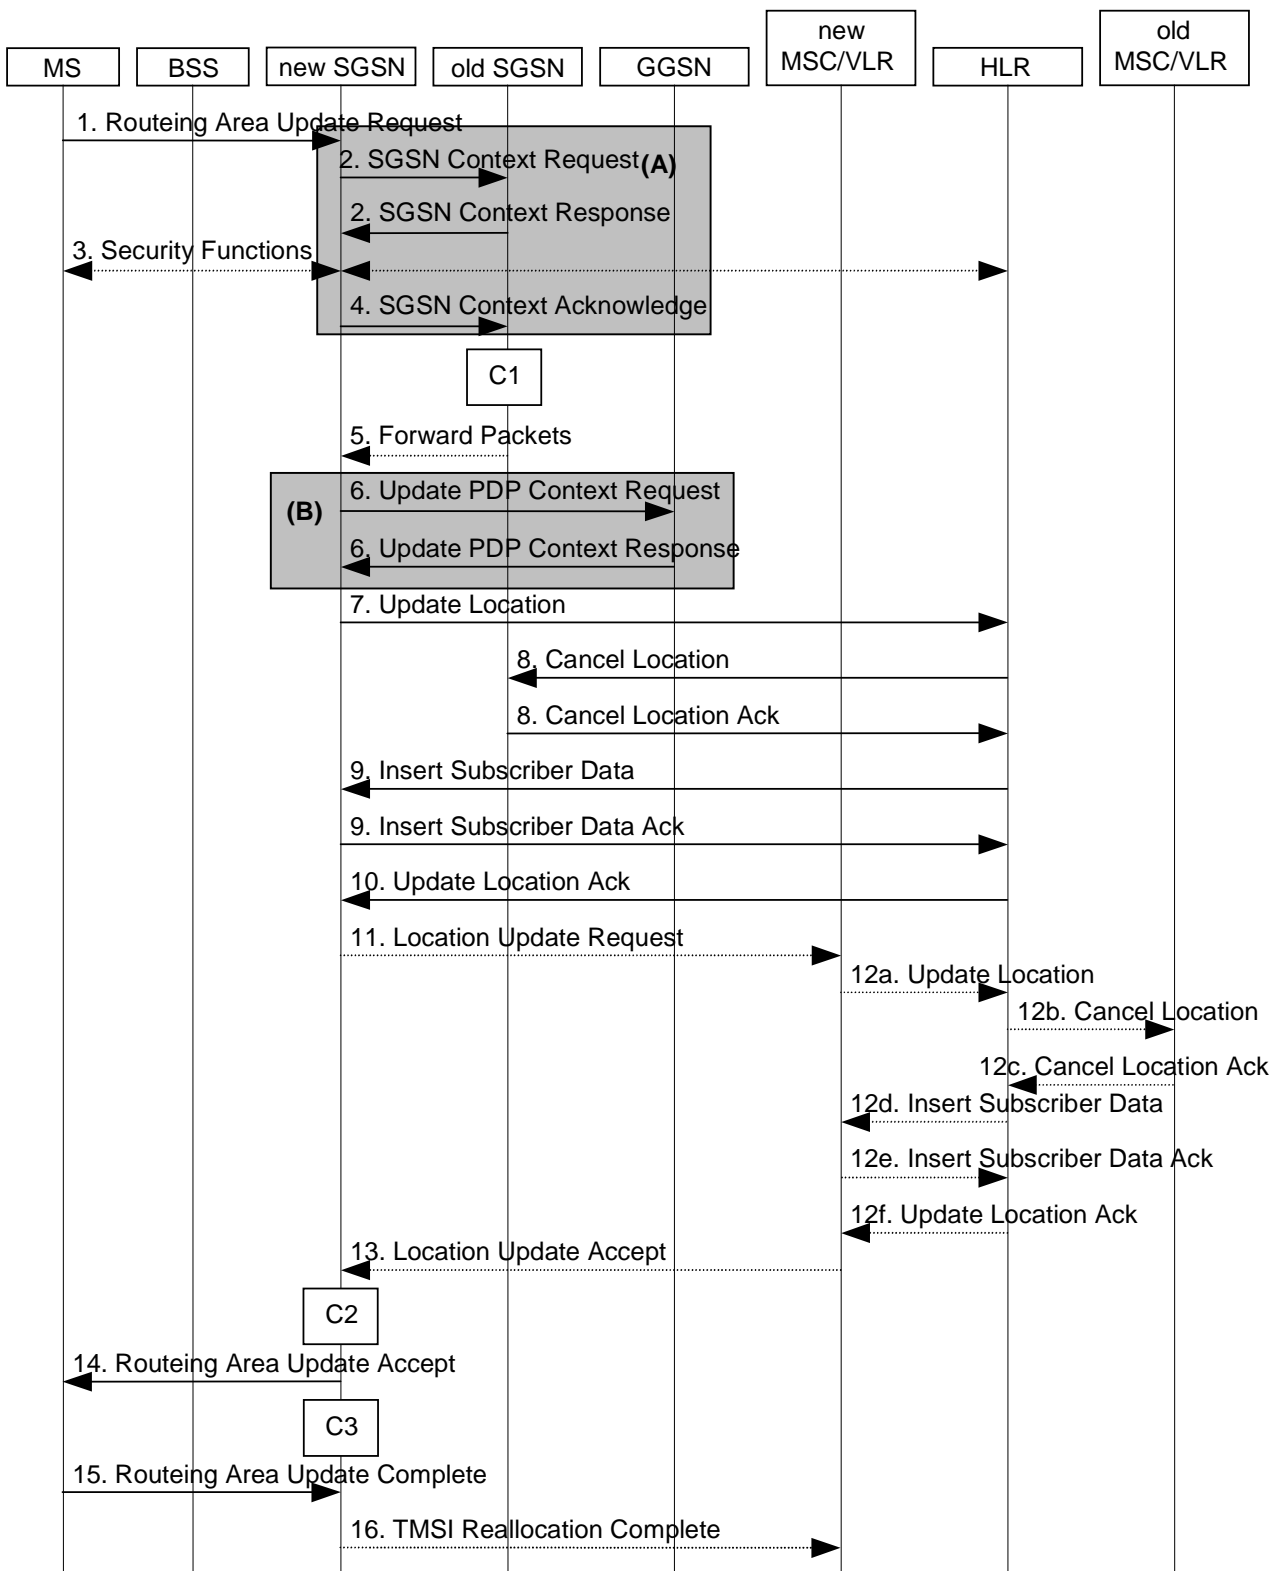 new
MSC/VLR
old
MSC/VLR
MS
BSS
new SGSN
old SGSN
GGSN
HLR
1. Routeing Area Update Request
2. SGSN Context Request
(A)
2. SGSN Context Response
3. Security Functions
4. SGSN Context Acknowledge
C1
5. Forward Packets
6. Update PDP Context Request
(B)
6. Update PDP Context Response
7. Update Location
8. Cancel Location
8. Cancel Location Ack
9. Insert Subscriber Data
9. Insert Subscriber Data Ack
10. Update Location Ack
11. Location Update Request
12a. Update Location
12b. Cancel Location
12c. Cancel Location Ack
12d. Insert Subscriber Data
12e. Insert Subscriber Data Ack
12f. Update Location Ack
13. Location Update Accept
C2
14. Routeing Area Update Accept
C3
15. Routeing Area Update Complete
16. TMSI Reallocation Complete